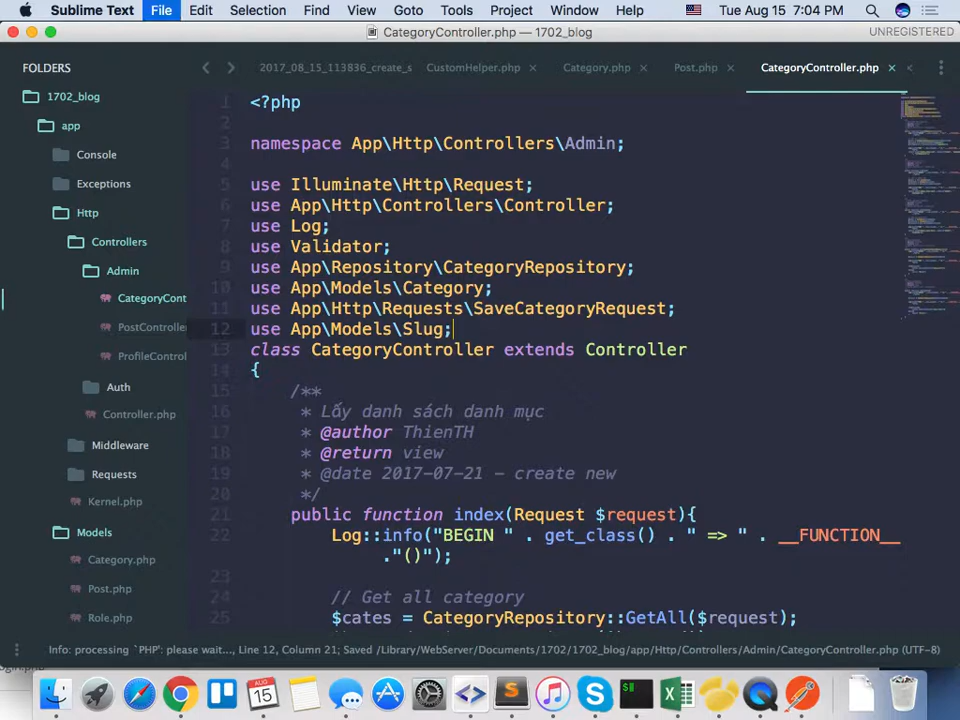 Sublime Text File Edit Selection Find View Goto Tools Project Window Help Tue Aug 15 7:04 PM
CategoryController.php — 1702_blog UNREGISTERED
FOLDERS
2017_08_15_113836_create_s CustomHelper.php Category.php Post.php CategoryController.php
1702_blog
app
Console
Exceptions
Http
Controllers
Admin
CategoryCont
PostController
ProfileControl
Auth
Controller.php
Middleware
Requests
Kernel.php
Models
Category.php
Post.php
Role.php
1 <?php
2
3 namespace App\Http\Controllers\Admin;
4
5 use Illuminate\Http\Request;
6 use App\Http\Controllers\Controller;
7 use Log;
8 use Validator;
9 use App\Repository\CategoryRepository;
10 use App\Models\Category;
11 use App\Http\Requests\SaveCategoryRequest;
12 use App\Models\Slug;
13 class CategoryController extends Controller
14 {
15 /**
16 * Lấy danh sách danh mục
17 * @author ThienTH
18 * @return view
19 * @date 2017-07-21 - create new
20 */
21 public function index(Request $request){
22 Log::info("BEGIN " . get_class() . " => " . __FUNCTION__
."()");
23
24 // Get all category
25 $cates = CategoryRepository::GetAll($request);
Info: processing `PHP`: please wait..., Line 12, Column 21; Saved /Library/WebServer/Documents/1702/1702_blog/app/Http/Controllers/Admin/CategoryController.php (UTF-8)
AUG
15